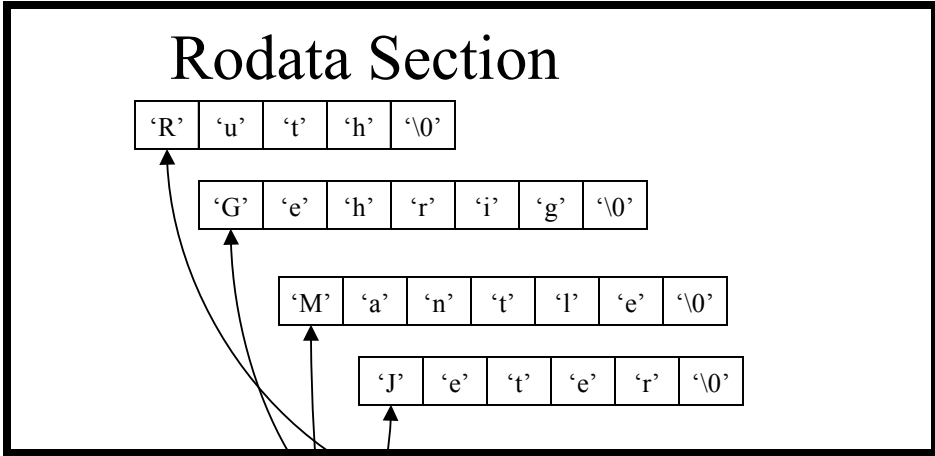 Rodata Section
‘R’ ‘u’ ‘t’ ‘h’ ‘\0’
‘G’ ‘e’ ‘h’ ‘r’ ‘i’ ‘g’ ‘\0’
‘M’ ‘a’ ‘n’ ‘t’ ‘l’ ‘e’ ‘\0’
‘J’ ‘e’ ‘t’ ‘e’ ‘r’ ‘\0’